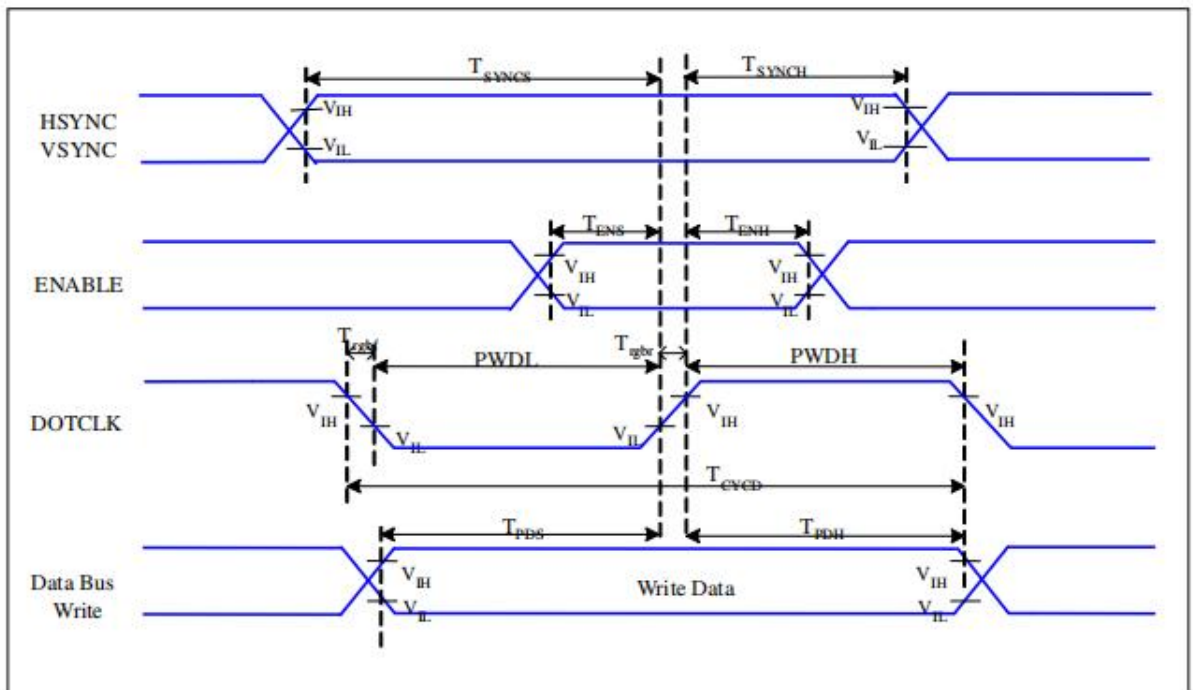 TSYNCS TSYNCH
HSYNC
VSYNC
VIH VIH
VIL VIL
TENS TENH
ENABLE
VIH VIH
VIL VIL
PWDL Trgbr PWDH
DOTCLK
VIH VIH VIH
VIL VIL
TCYCD
TPDS TPDH
Data Bus
Write
VIH Write Data VIH
VIL VIL